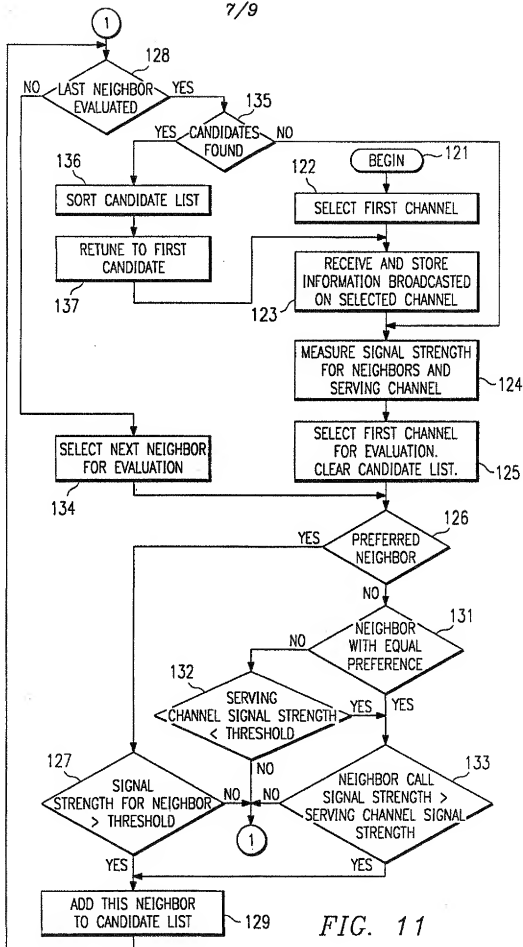 7/9
1
128
LAST NEIGHBOR
EVALUATED
NO
YES
135
CANDIDATES
FOUND
YES
NO
BEGIN
121
136
SORT CANDIDATE LIST
122
SELECT FIRST CHANNEL
RETUNE TO FIRST
CANDIDATE
137
RECEIVE AND STORE
INFORMATION BROADCASTED
ON SELECTED CHANNEL
123
MEASURE SIGNAL STRENGTH
FOR NEIGHBORS AND
SERVING CHANNEL
124
SELECT FIRST CHANNEL
FOR EVALUATION.
CLEAR CANDIDATE LIST.
125
SELECT NEXT NEIGHBOR
FOR EVALUATION
134
126
PREFERRED
NEIGHBOR
YES
NO
131
NEIGHBOR
WITH EQUAL
PREFERENCE
NO
YES
132
SERVING
CHANNEL SIGNAL STRENGTH
< THRESHOLD
YES
NO
127
SIGNAL
STRENGTH FOR NEIGHBOR
> THRESHOLD
NO
YES
1
133
NEIGHBOR CALL
SIGNAL STRENGTH >
SERVING CHANNEL SIGNAL
STRENGTH
NO
YES
ADD THIS NEIGHBOR
TO CANDIDATE LIST
129
FIG. 11